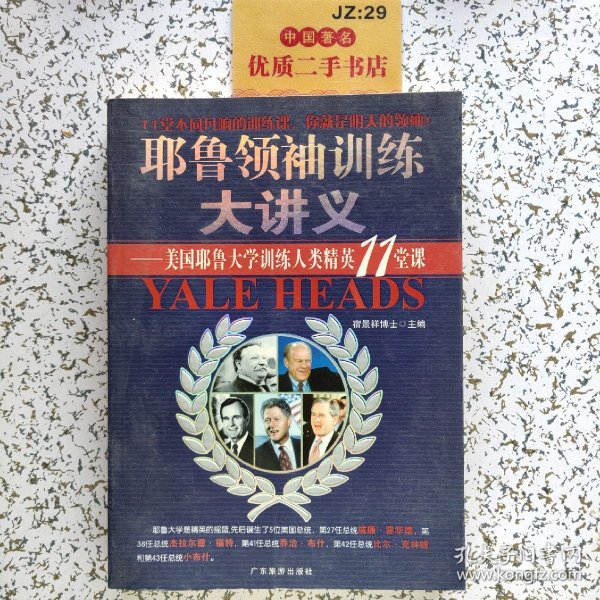 JZ:29
中国著名
优质二手书店
11堂不同凡响的训练课，你就是明天的领袖!
耶鲁领袖训练
大讲义
——美国耶鲁大学训练人类精英11堂课
YALE HEADS
宿景祥博士○主编
耶鲁大学是精英的摇篮,先后诞生了5位美国总统，第27任总统威廉·霍华德，第
38任总统杰拉尔德·福特，第41任总统乔治·布什，第42任总统比尔·克林顿
和第43任总统小布什。
广东旅游出版社
孔夫子旧书网
www.kongfz.com